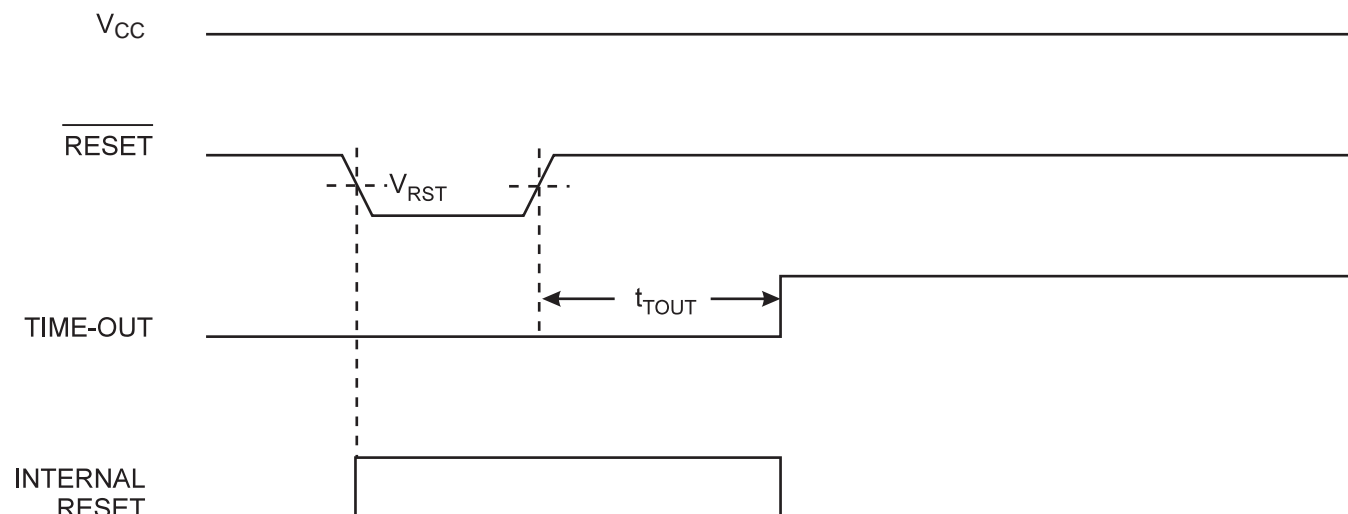 VCC
RESET
VRST
tTOUT
TIME-OUT
INTERNAL
RESET